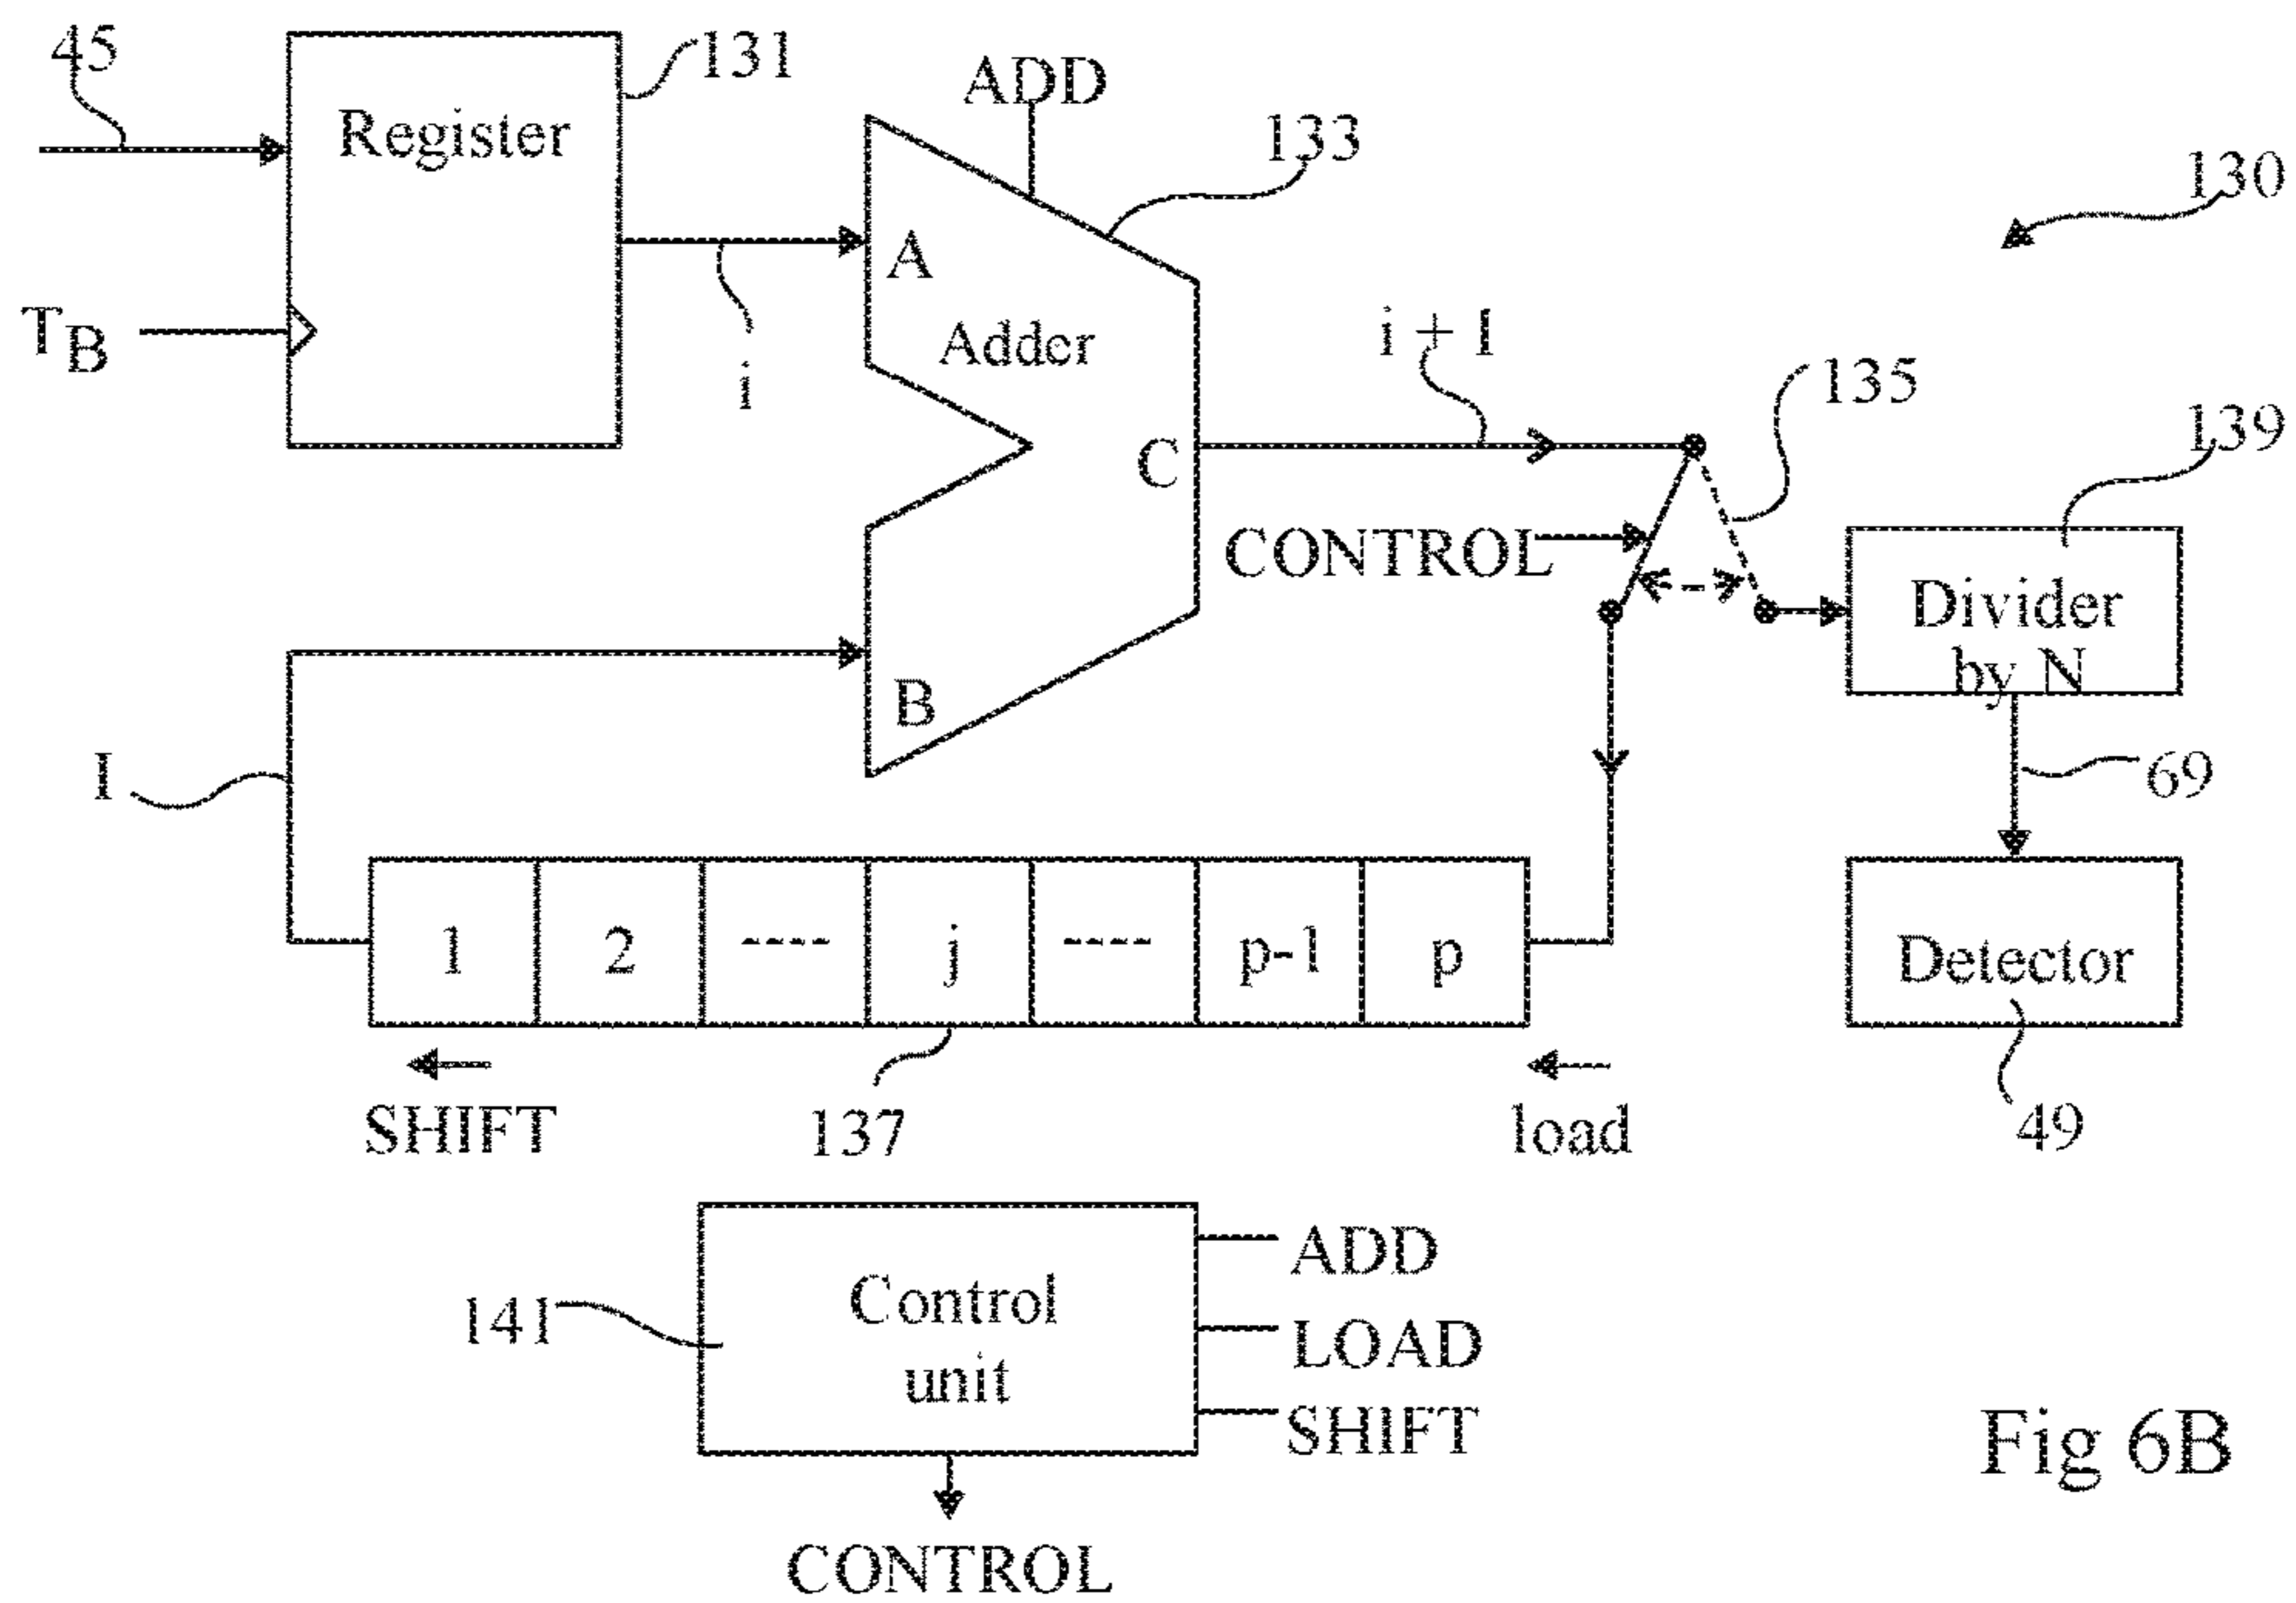 45
131
ADD
Register
133
130
A
T_B
Adder
i
i + I
135
139
C
CONTROL
Divider
by N
B
I
69
1 2 ---- j ---- p-1 p
Detector
SHIFT
137
load
49
ADD
141
Control
unit
LOAD
SHIFT
Fig 6B
CONTROL